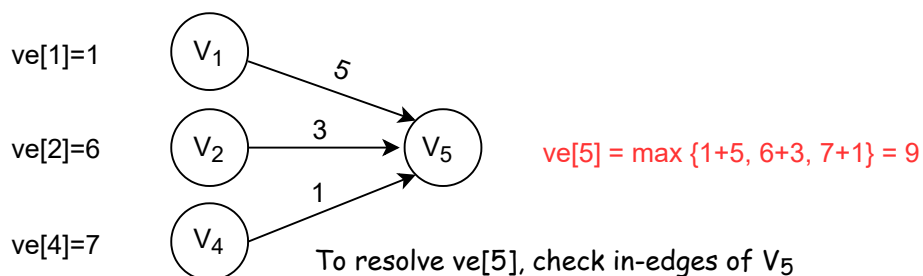 ve[1]=1
V1
5
ve[2]=6
V2
3
V5
ve[5] = max {1+5, 6+3, 7+1} = 9
1
ve[4]=7
V4
To resolve ve[5], check in-edges of V5